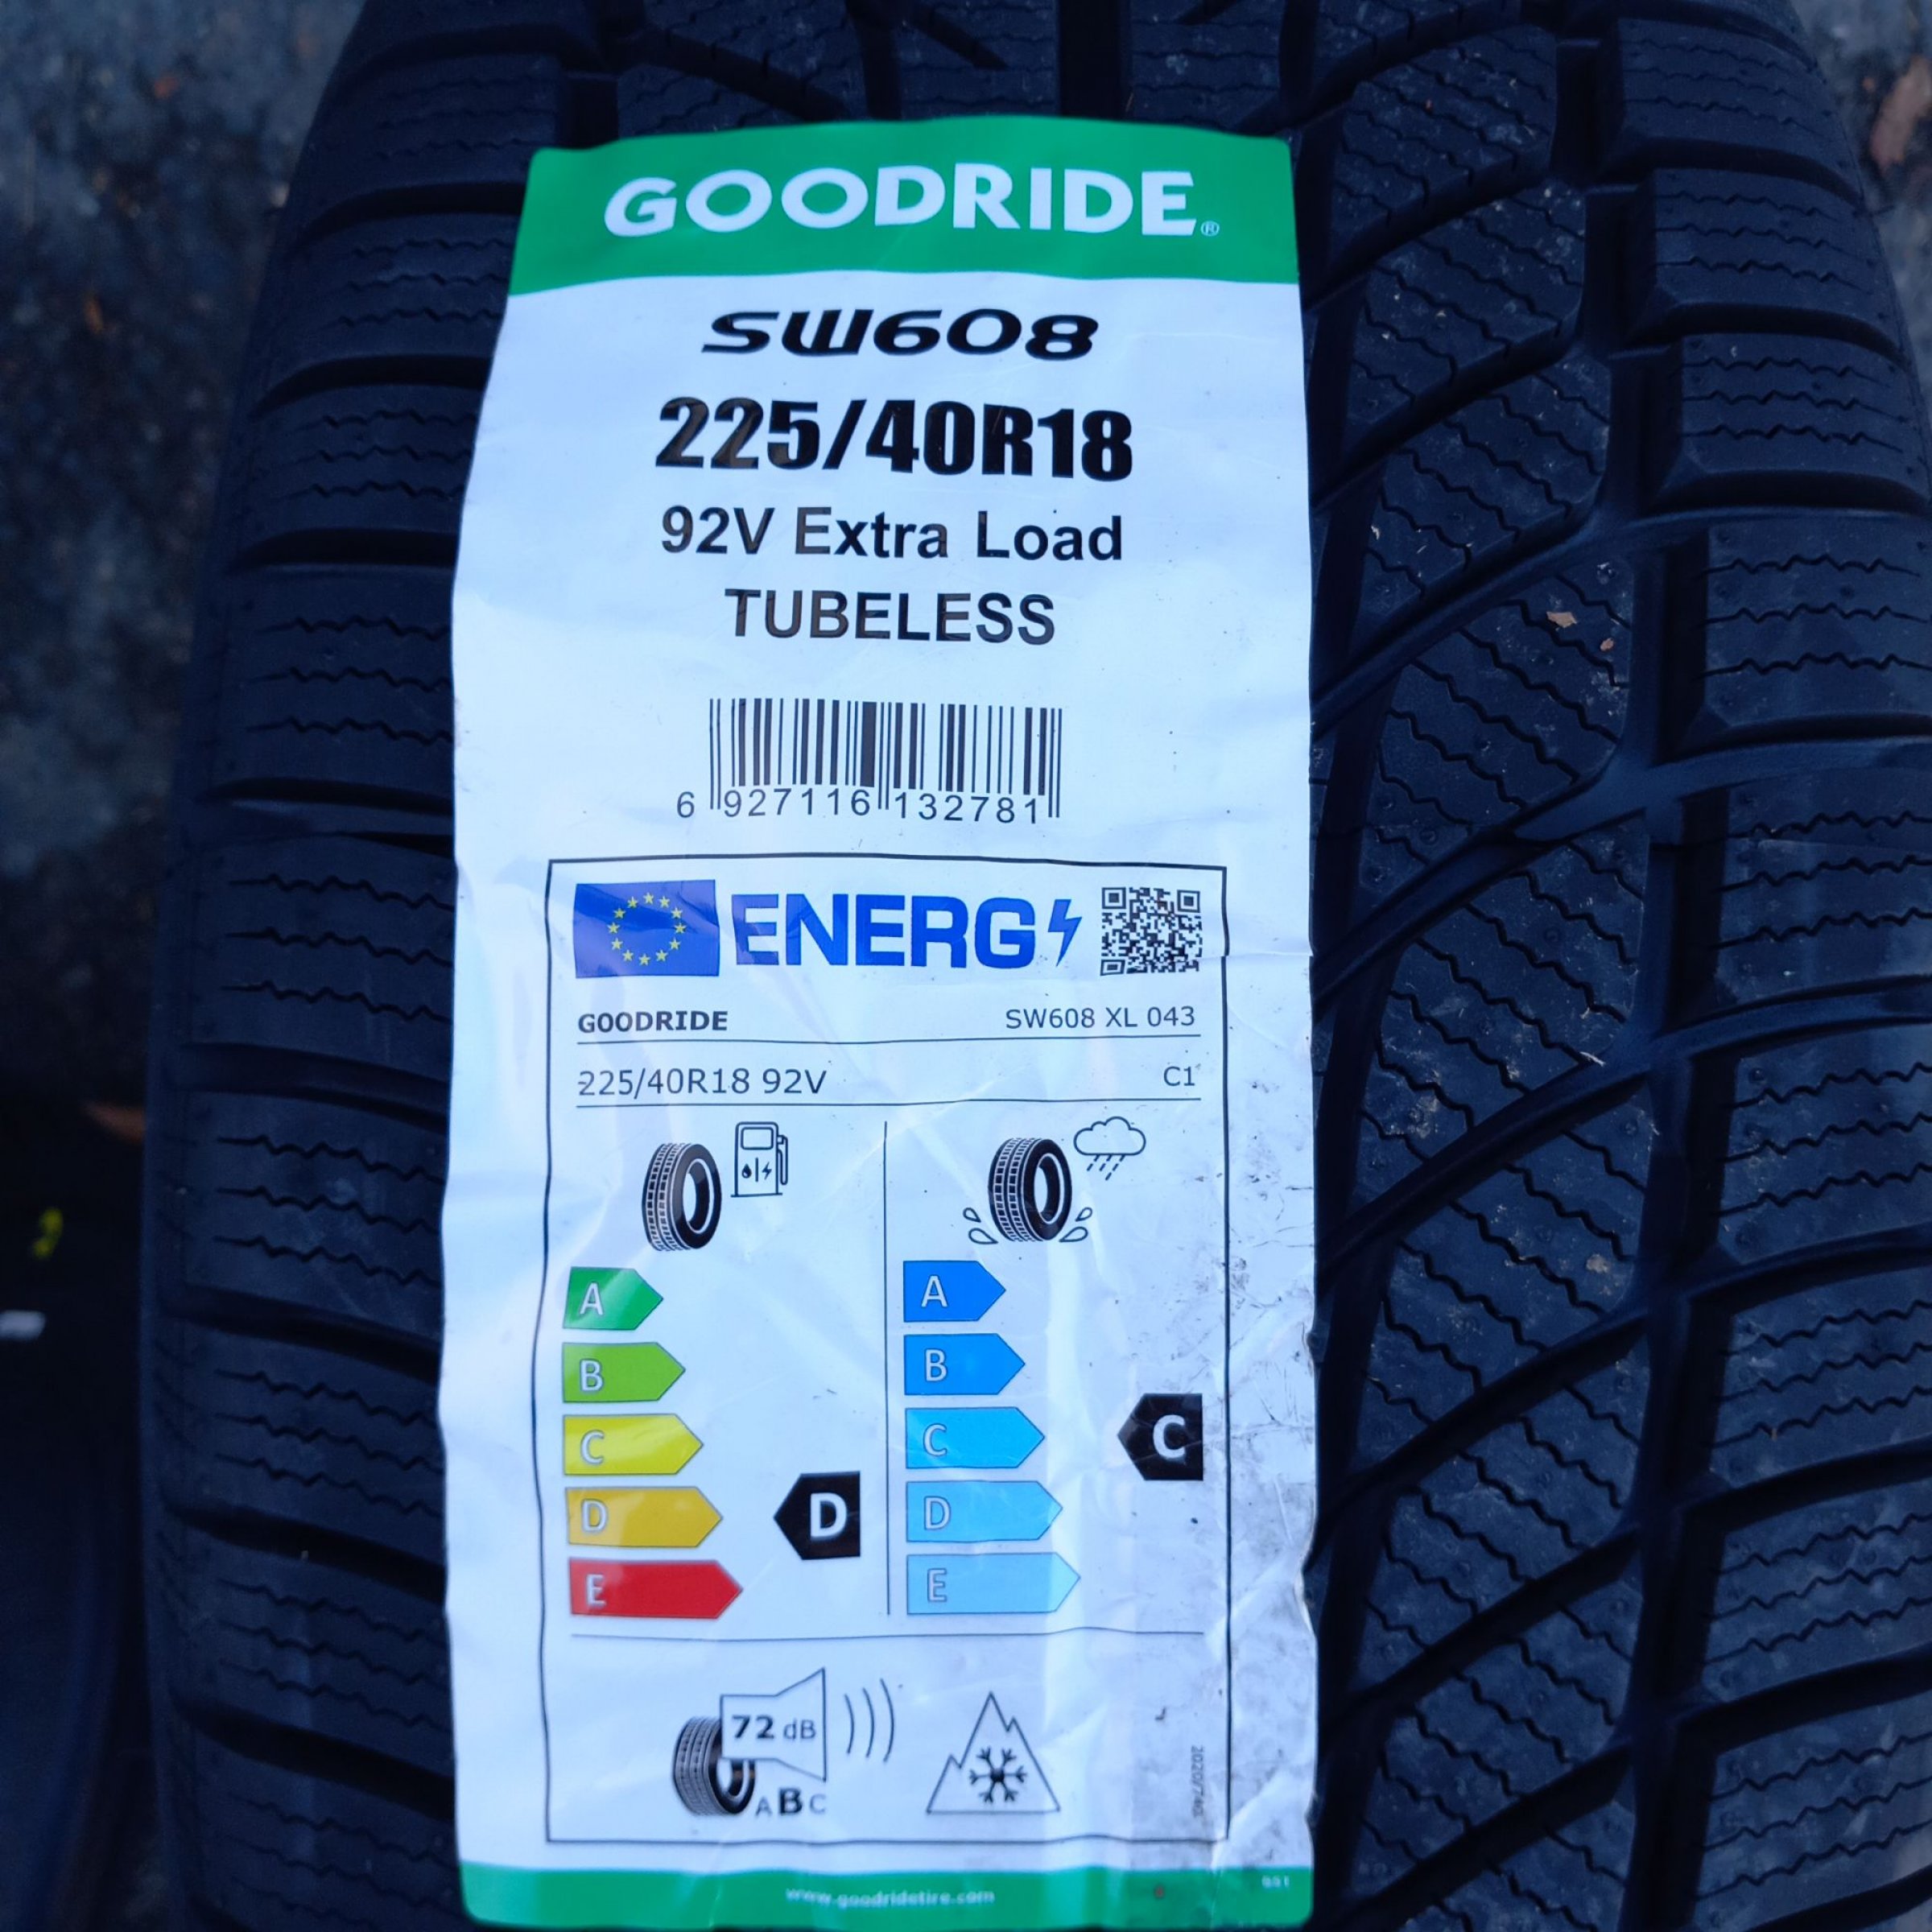 GOODRIDE®
SW608
225/40R18
92V Extra Load
TUBELESS
6 927116 132781
ENERG
GOODRIDE SW608 XL 043
225/40R18 92V C1
A A
B B
C C C
D D D
E E
72 dB
A B C
2020/740
www.goodridetire.com